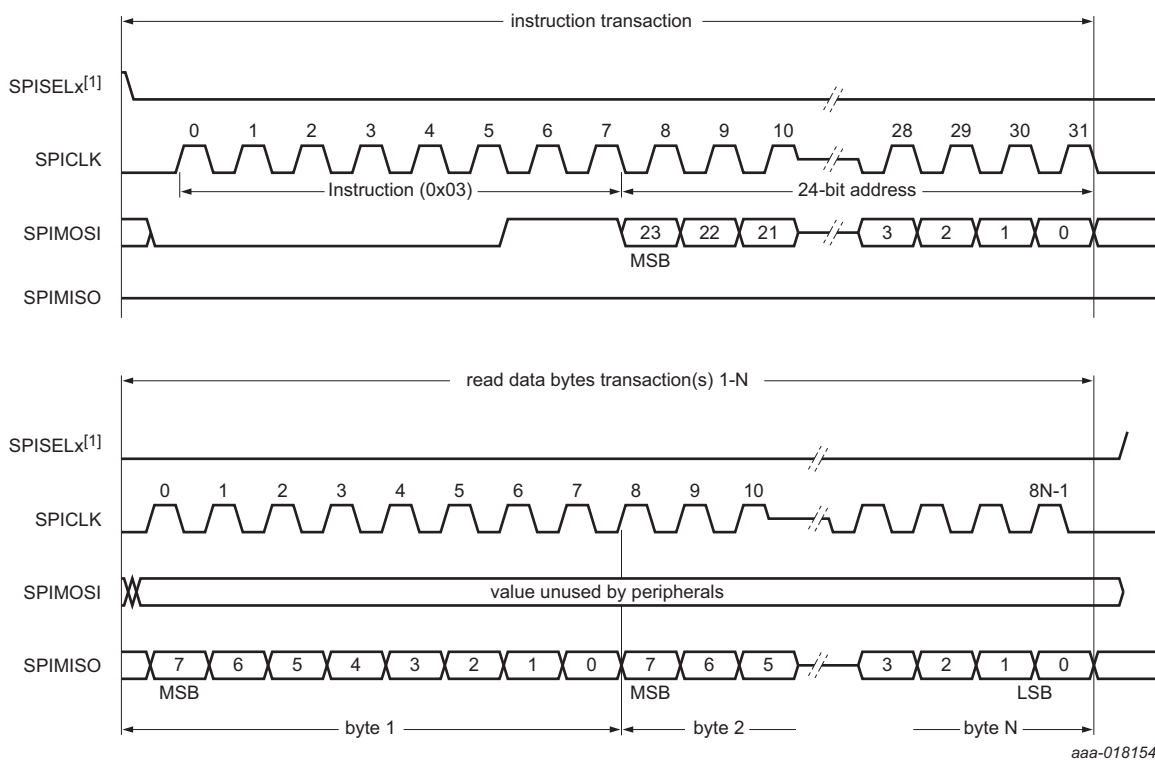 instruction transaction
SPISELx[1]
0 1 2 3 4 5 6 7 8 9 10 28 29 30 31
SPICLK
Instruction (0x03) 24-bit address
SPIMOSI 23 22 21 3 2 1 0
MSB
SPIMISO
read data bytes transaction(s) 1-N
SPISELx[1]
0 1 2 3 4 5 6 7 8 9 10 8N-1
SPICLK
SPIMOSI value unused by peripherals
SPIMISO 7 6 5 4 3 2 1 0 7 6 5 3 2 1 0
MSB MSB LSB
byte 1 byte 2 byte N
aaa-018154